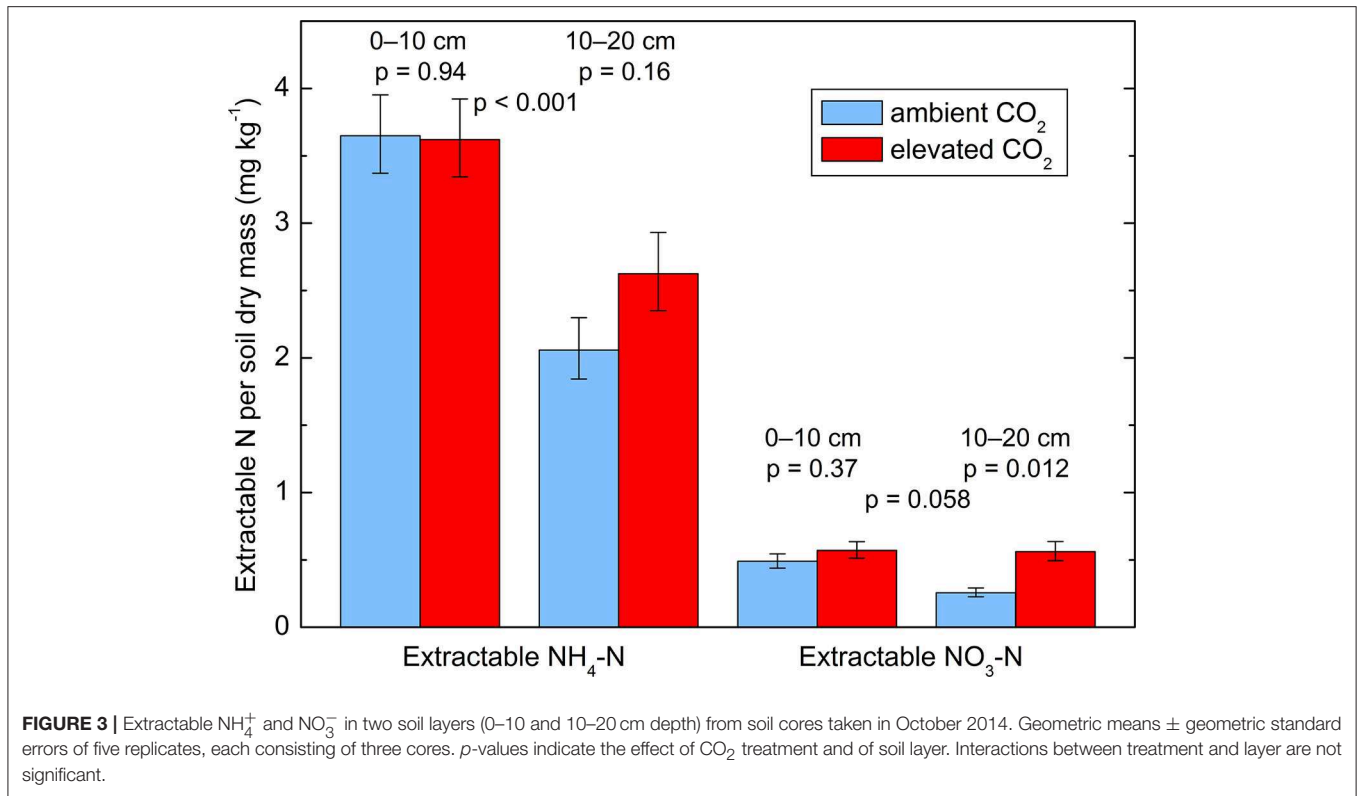 0–10 cm
p = 0.94
10–20 cm
p = 0.16
p < 0.001
ambient CO₂
elevated CO₂
Extractable N per soil dry mass (mg kg⁻¹)
4
3
2
1
0
0–10 cm
p = 0.37
10–20 cm
p = 0.012
p = 0.058
Extractable NH₄-N
Extractable NO₃-N
FIGURE 3 | Extractable NH₄⁺ and NO₃⁻ in two soil layers (0–10 and 10–20 cm depth) from soil cores taken in October 2014. Geometric means ± geometric standard
errors of five replicates, each consisting of three cores. p-values indicate the effect of CO₂ treatment and of soil layer. Interactions between treatment and layer are not
significant.